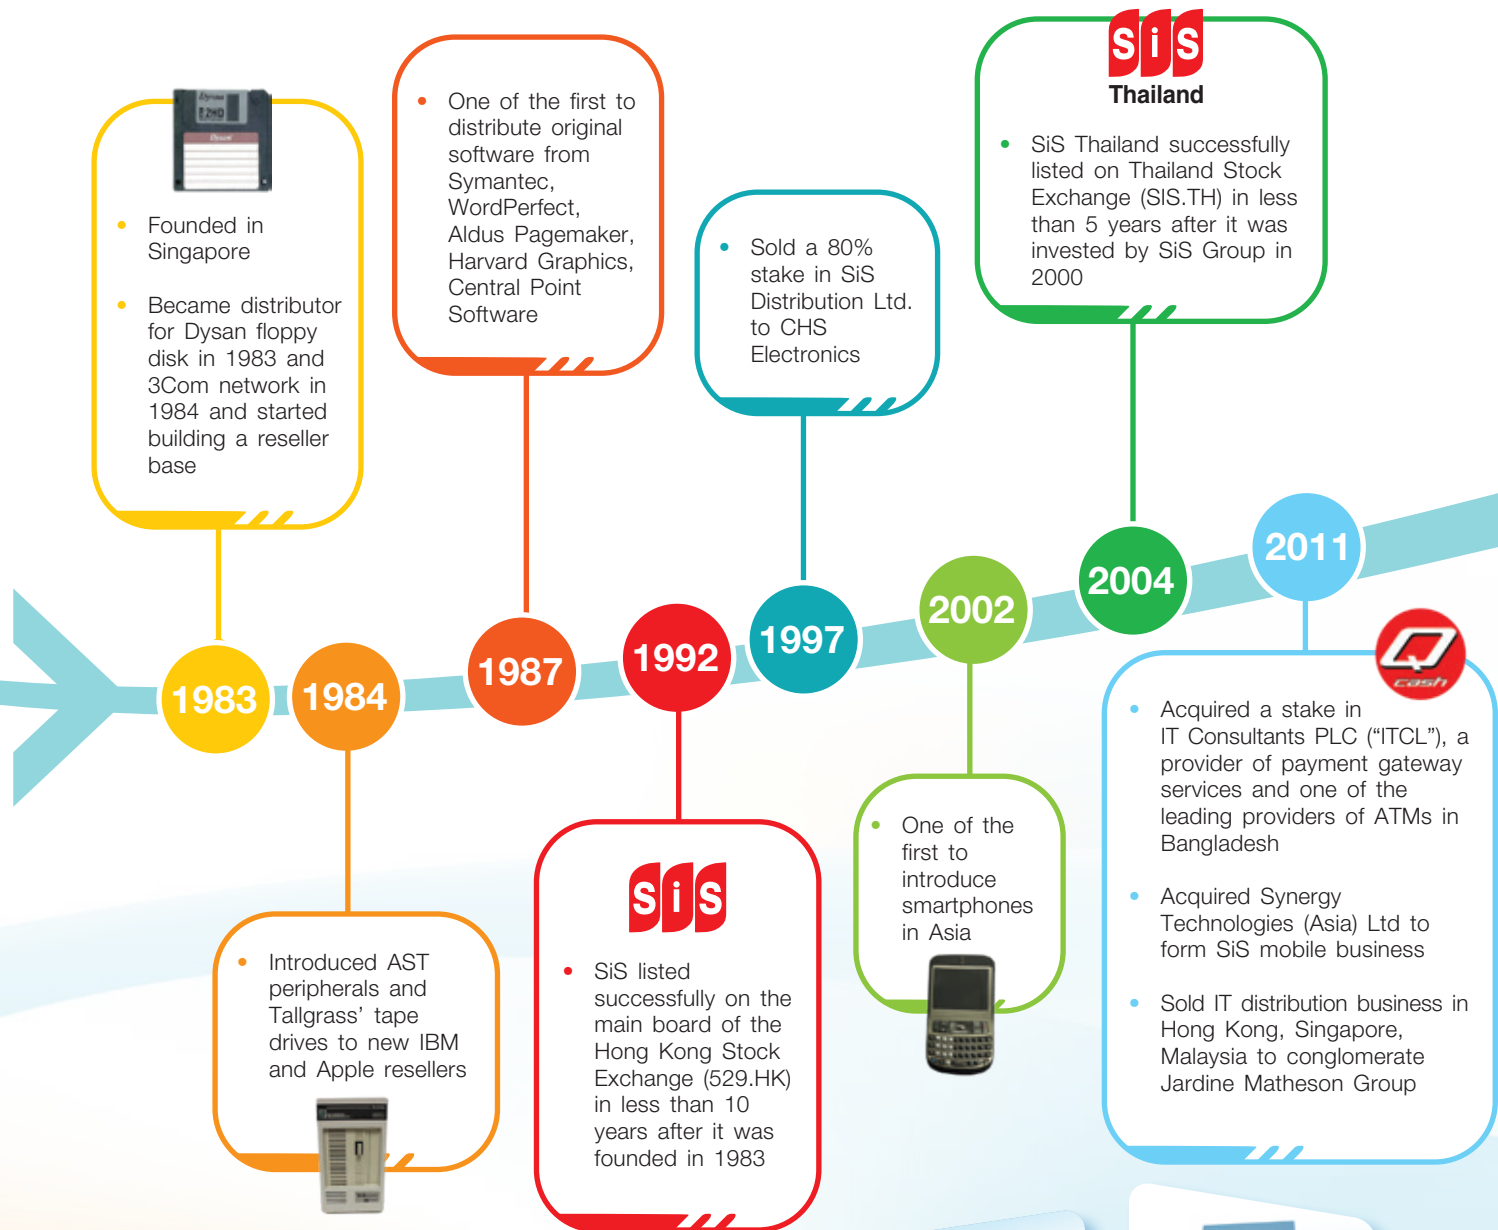 Dysan
2HD
Dysan
• Founded in
Singapore
• Became distributor
for Dysan floppy
disk in 1983 and
3Com network in
1984 and started
building a reseller
base
1983
1984
• Introduced AST
peripherals and
Tallgrass’ tape
drives to new IBM
and Apple resellers
• One of the first to
distribute original
software from
Symantec,
WordPerfect,
Aldus Pagemaker,
Harvard Graphics,
Central Point
Software
1987
1992
SiS
• SiS listed
successfully on the
main board of the
Hong Kong Stock
Exchange (529.HK)
in less than 10
years after it was
founded in 1983
• Sold a 80%
stake in SiS
Distribution Ltd.
to CHS
Electronics
1997
2002
• One of the
first to
introduce
smartphones
in Asia
SiS
Thailand
• SiS Thailand successfully
listed on Thailand Stock
Exchange (SIS.TH) in less
than 5 years after it was
invested by SiS Group in
2000
2004
2011
Q
cash
• Acquired a stake in
IT Consultants PLC (“ITCL”), a
provider of payment gateway
services and one of the
leading providers of ATMs in
Bangladesh
• Acquired Synergy
Technologies (Asia) Ltd to
form SiS mobile business
• Sold IT distribution business in
Hong Kong, Singapore,
Malaysia to conglomerate
Jardine Matheson Group